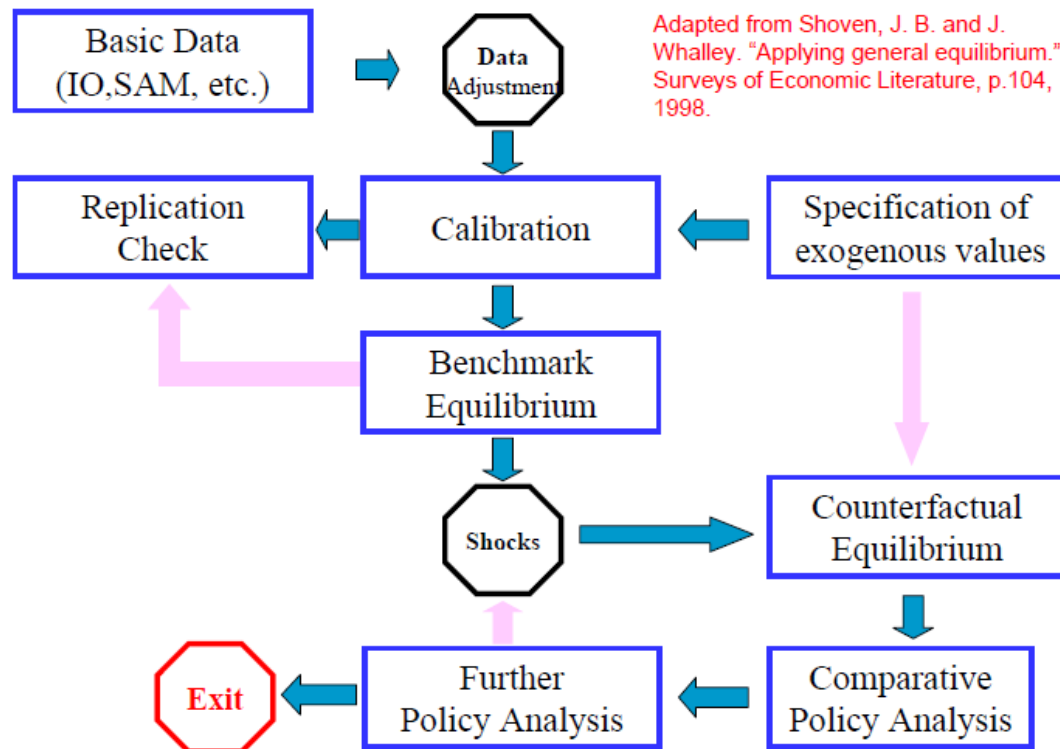 Basic Data
(IO,SAM, etc.)
Data
Adjustment
Adapted from Shoven, J. B. and J.
Whalley. “Applying general equilibrium.”
Surveys of Economic Literature, p.104,
1998.
Replication
Check
Calibration
Specification of
exogenous values
Benchmark
Equilibrium
Shocks
Counterfactual
Equilibrium
Exit
Further
Policy Analysis
Comparative
Policy Analysis